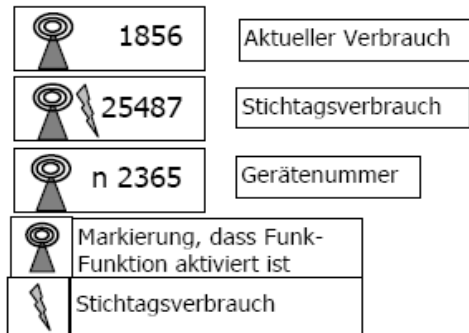 1856 Aktueller Verbrauch
25487 Stichtagsverbrauch
n 2365 Gerätenummer
Markierung, dass Funk-
Funktion aktiviert ist
Stichtagsverbrauch